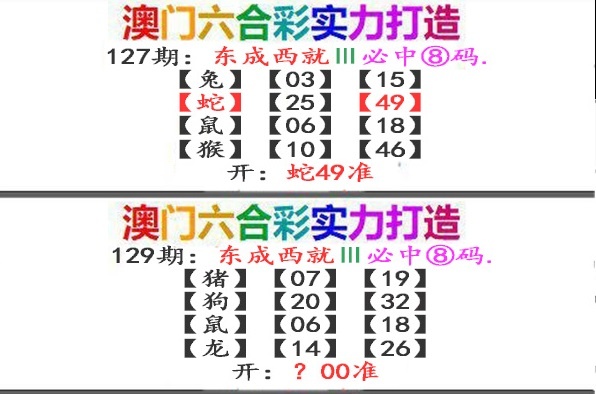 澳门六合彩实力打造
127期：东成西就III必中⑧码.
【兔】【03】【15】
【蛇】【25】【49】
【鼠】【06】【18】
【猴】【10】【46】
开：蛇49准
澳门六合彩实力打造
129期：东成西就III必中⑧码.
【猪】【07】【19】
【狗】【20】【32】
【鼠】【06】【18】
【龙】【14】【26】
开：？00准